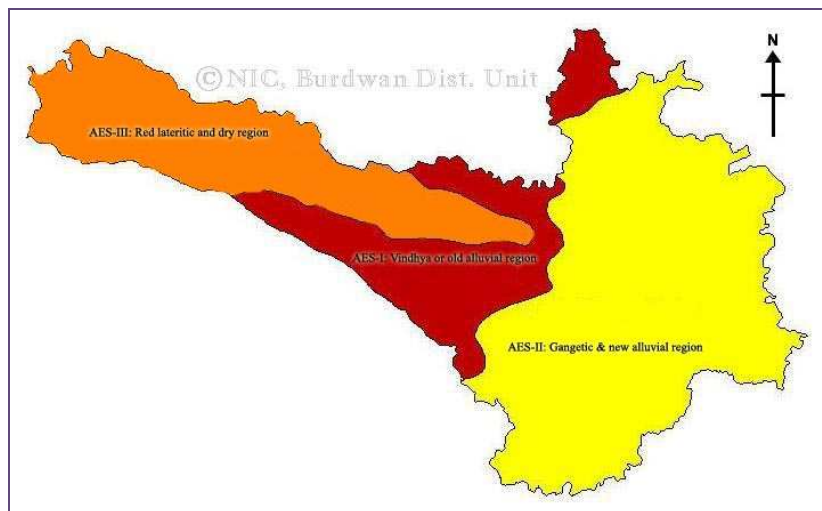 N
©NIC, Burdwan Dist. Unit
AES-III: Red lateritic and dry region
AES-I: Vindhya or old alluvial region
AES-II: Gangetic & new alluvial region